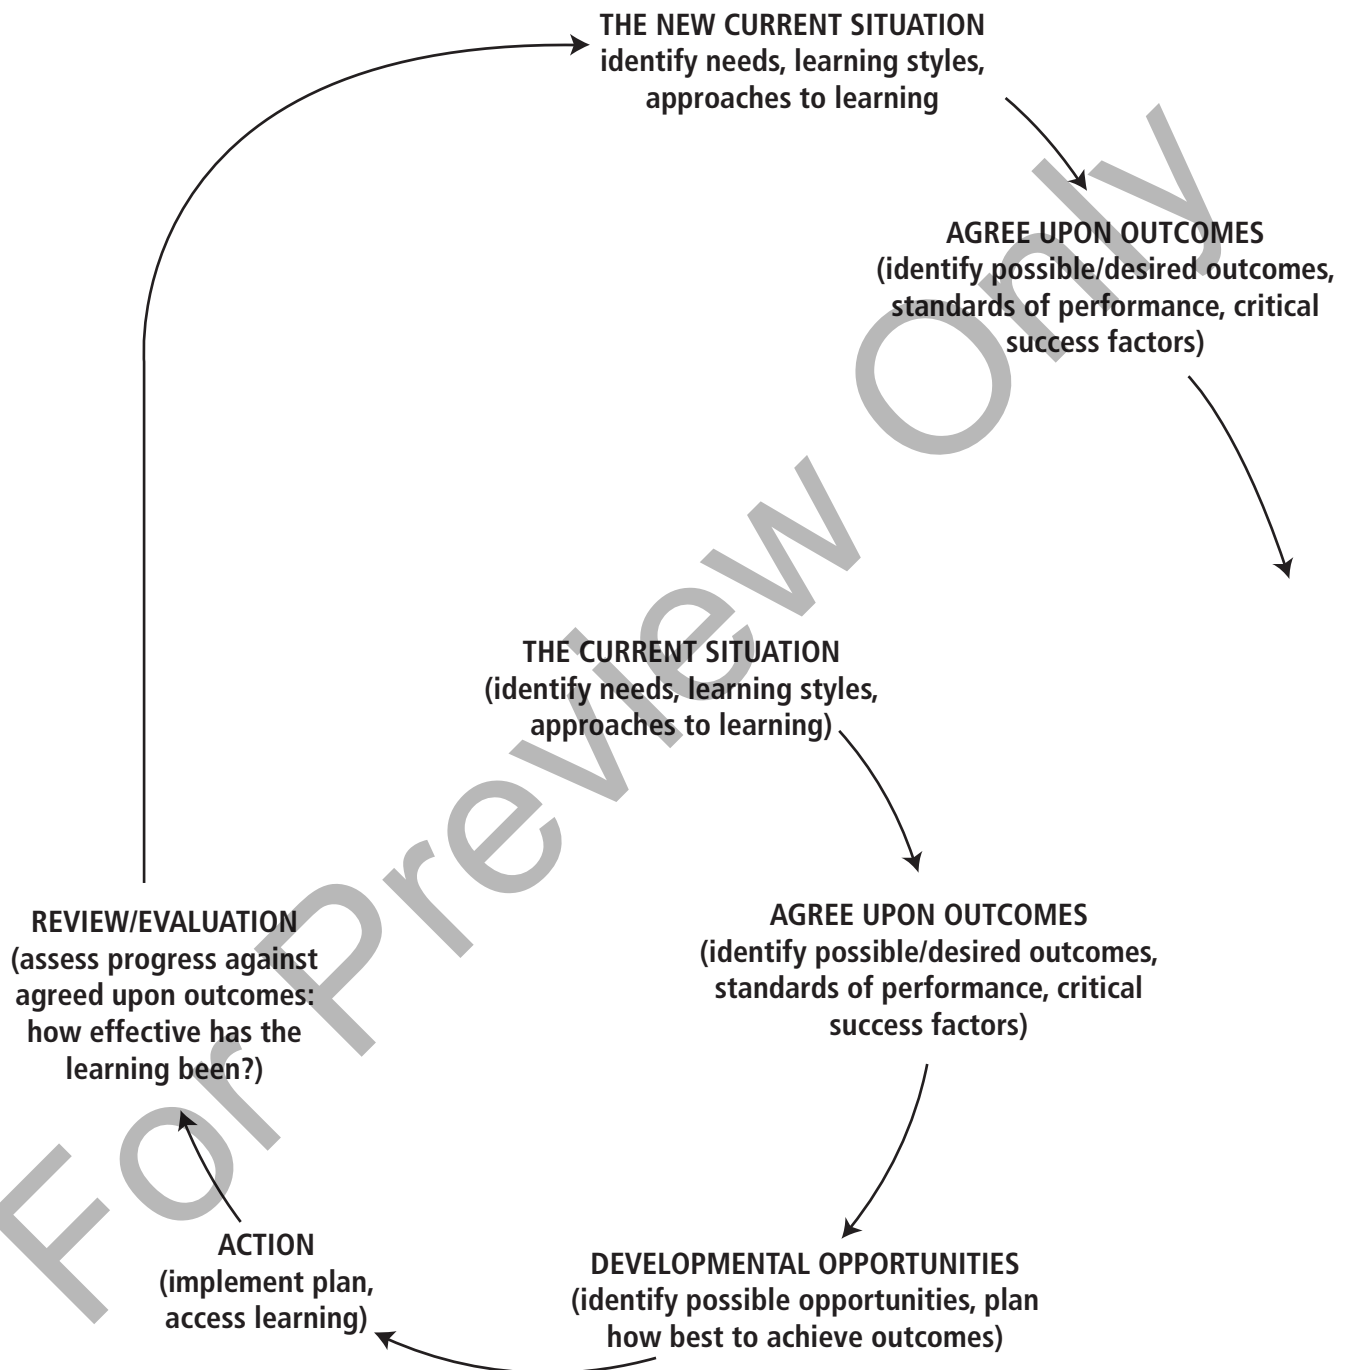 THE NEW CURRENT SITUATION
identify needs, learning styles,
approaches to learning
AGREE UPON OUTCOMES
(identify possible/desired outcomes,
standards of performance, critical
success factors)
THE CURRENT SITUATION
(identify needs, learning styles,
approaches to learning)
AGREE UPON OUTCOMES
(identify possible/desired outcomes,
standards of performance, critical
success factors)
DEVELOPMENTAL OPPORTUNITIES
(identify possible opportunities, plan
how best to achieve outcomes)
ACTION
(implement plan,
access learning)
REVIEW/EVALUATION
(assess progress against
agreed upon outcomes:
how effective has the
learning been?)
For Preview Only